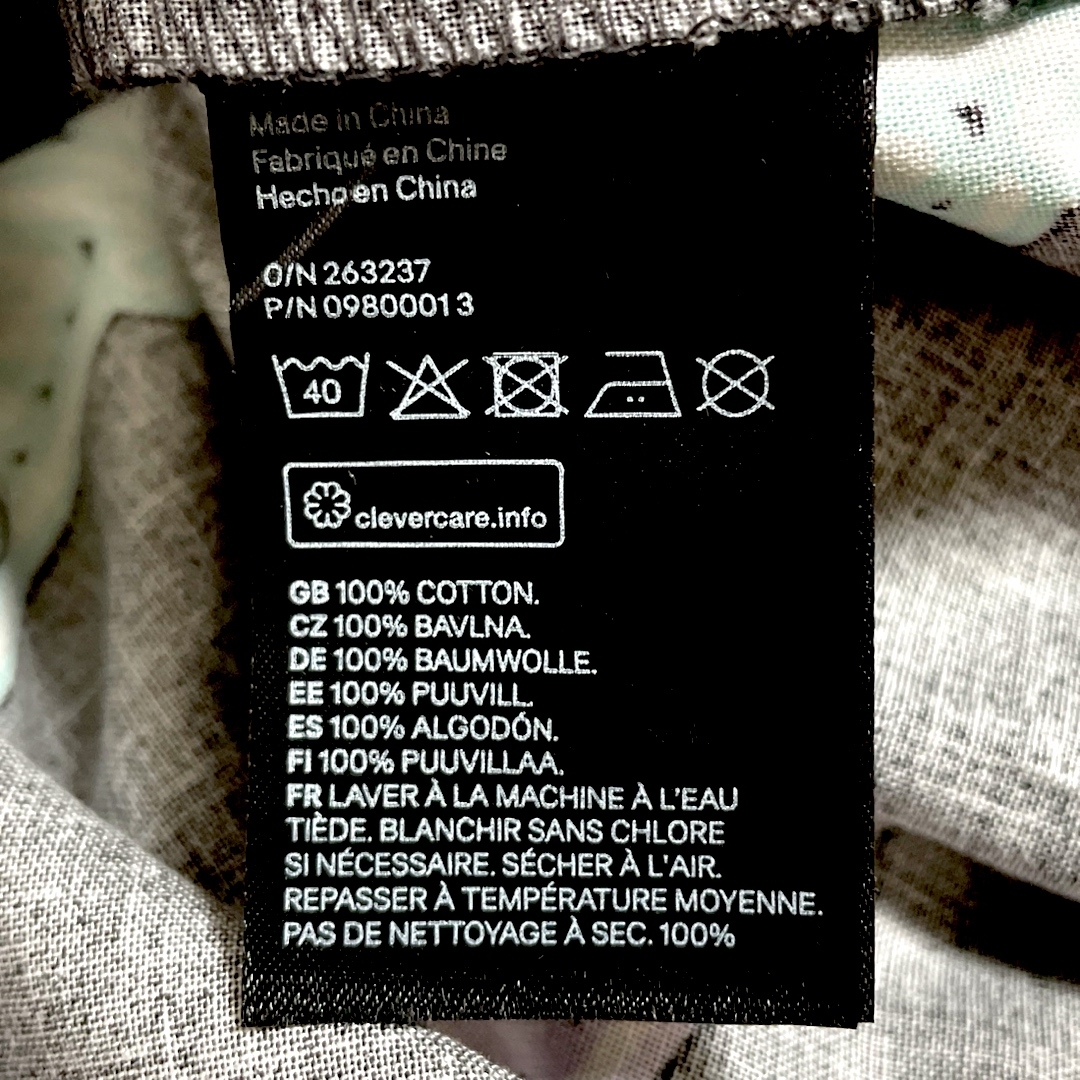 Made in China
Fabriqué en Chine
Hecho en China
O/N 263237
P/N 09800013
40
clevercare.info
GB 100% COTTON.
CZ 100% BAVLNA.
DE 100% BAUMWOLLE.
EE 100% PUUVILL.
ES 100% ALGODÓN.
FI 100% PUUVILLAA.
FR LAVER À LA MACHINE À L'EAU
TIÈDE. BLANCHIR SANS CHLORE
SI NÉCESSAIRE. SÉCHER À L'AIR.
REPASSER À TEMPÉRATURE MOYENNE.
PAS DE NETTOYAGE À SEC. 100%